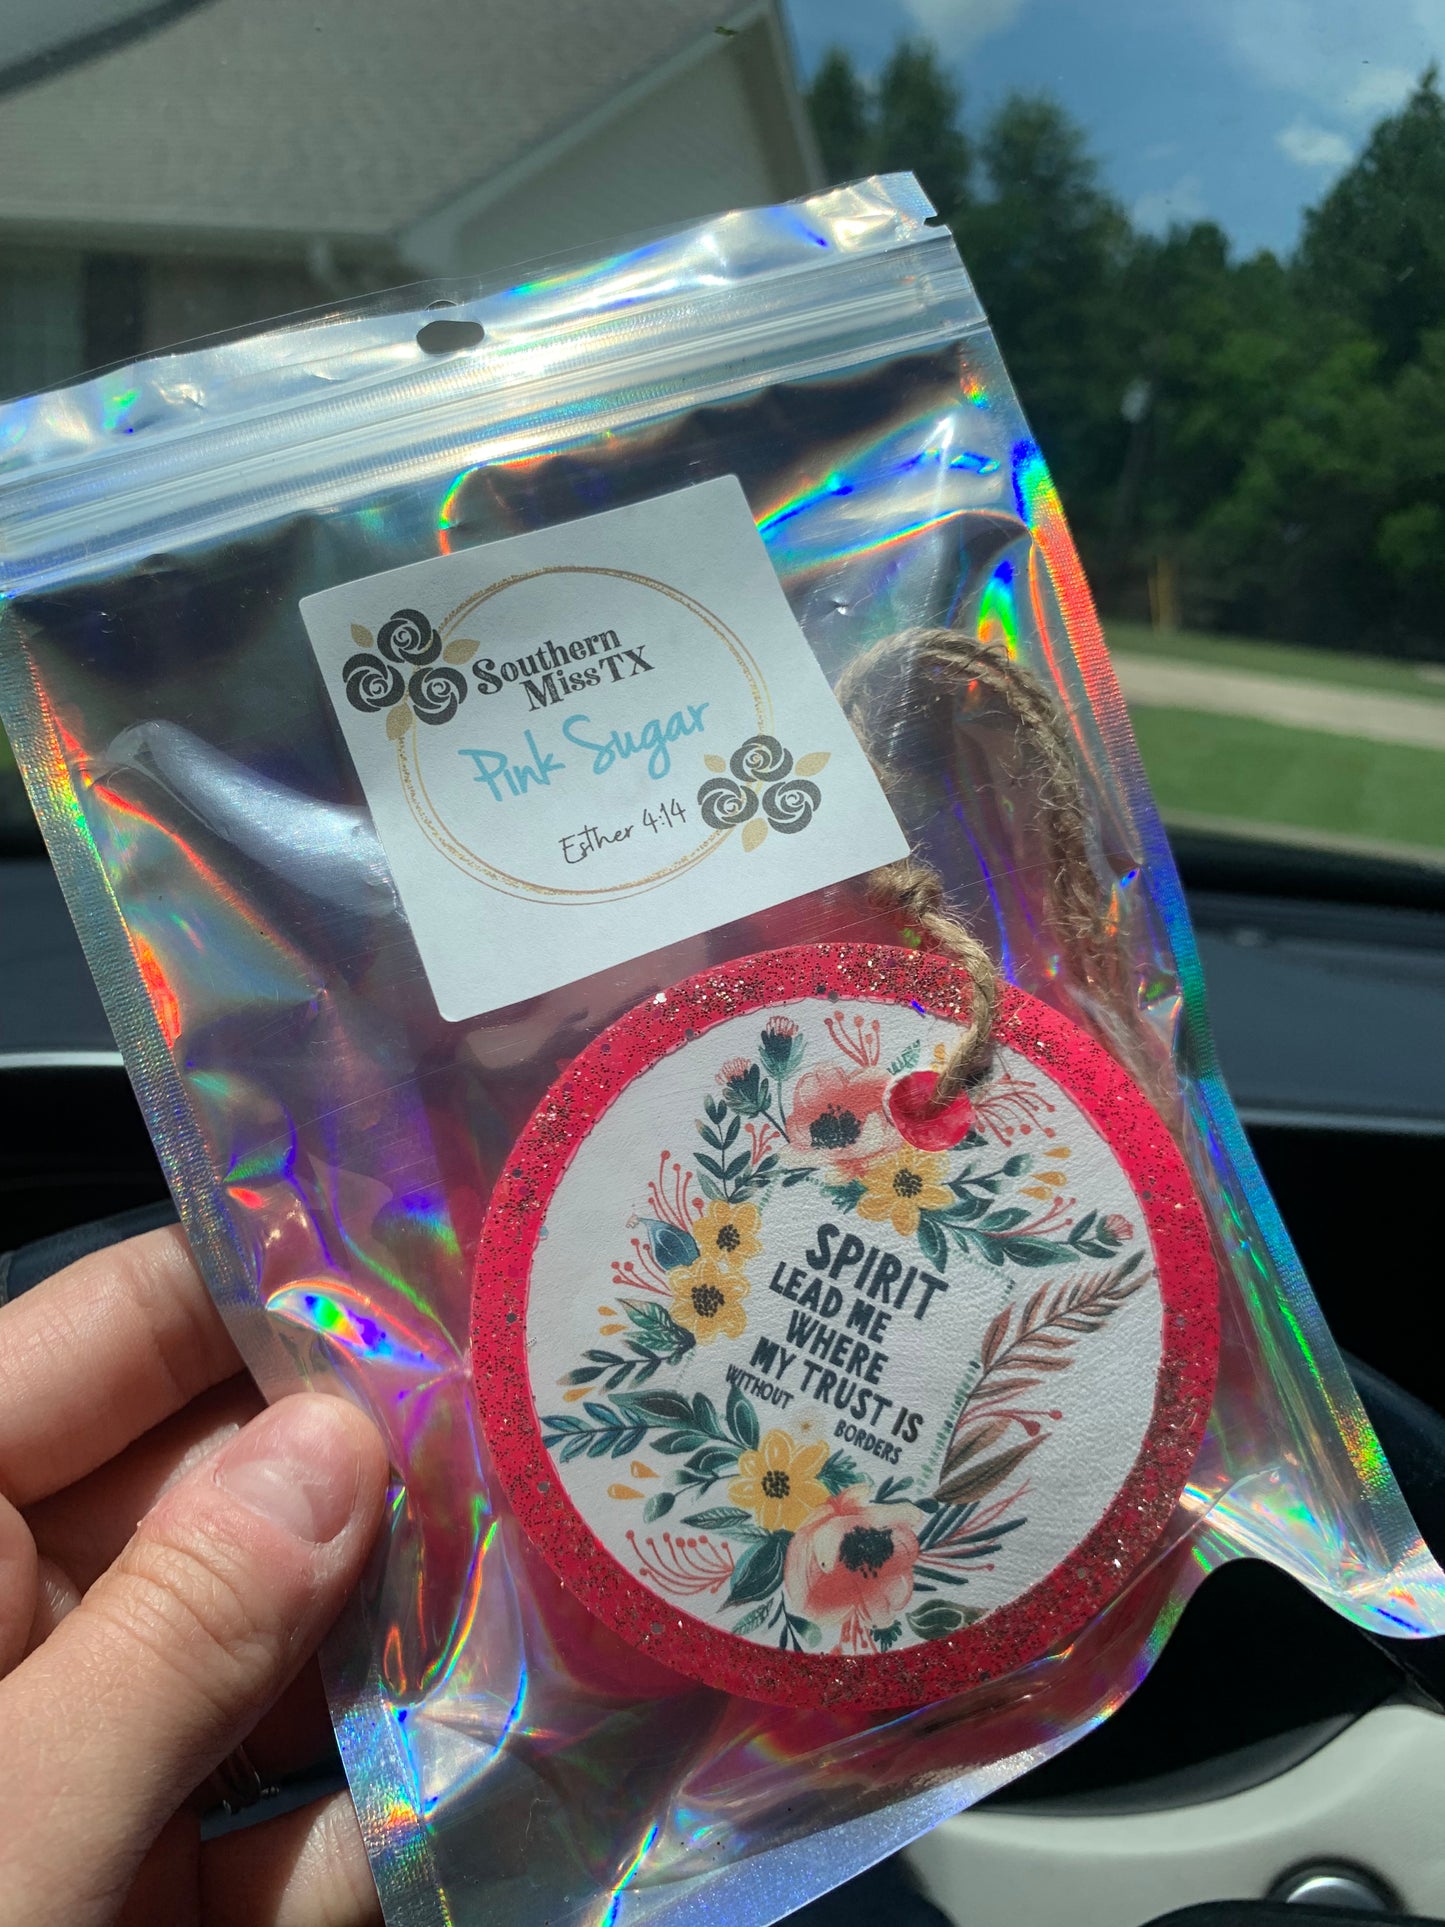 Southern
Miss TX
Pink Sugar
Esther 4:14
SPIRIT
LEAD ME
WHERE
MY TRUST IS
WITHOUT BORDERS